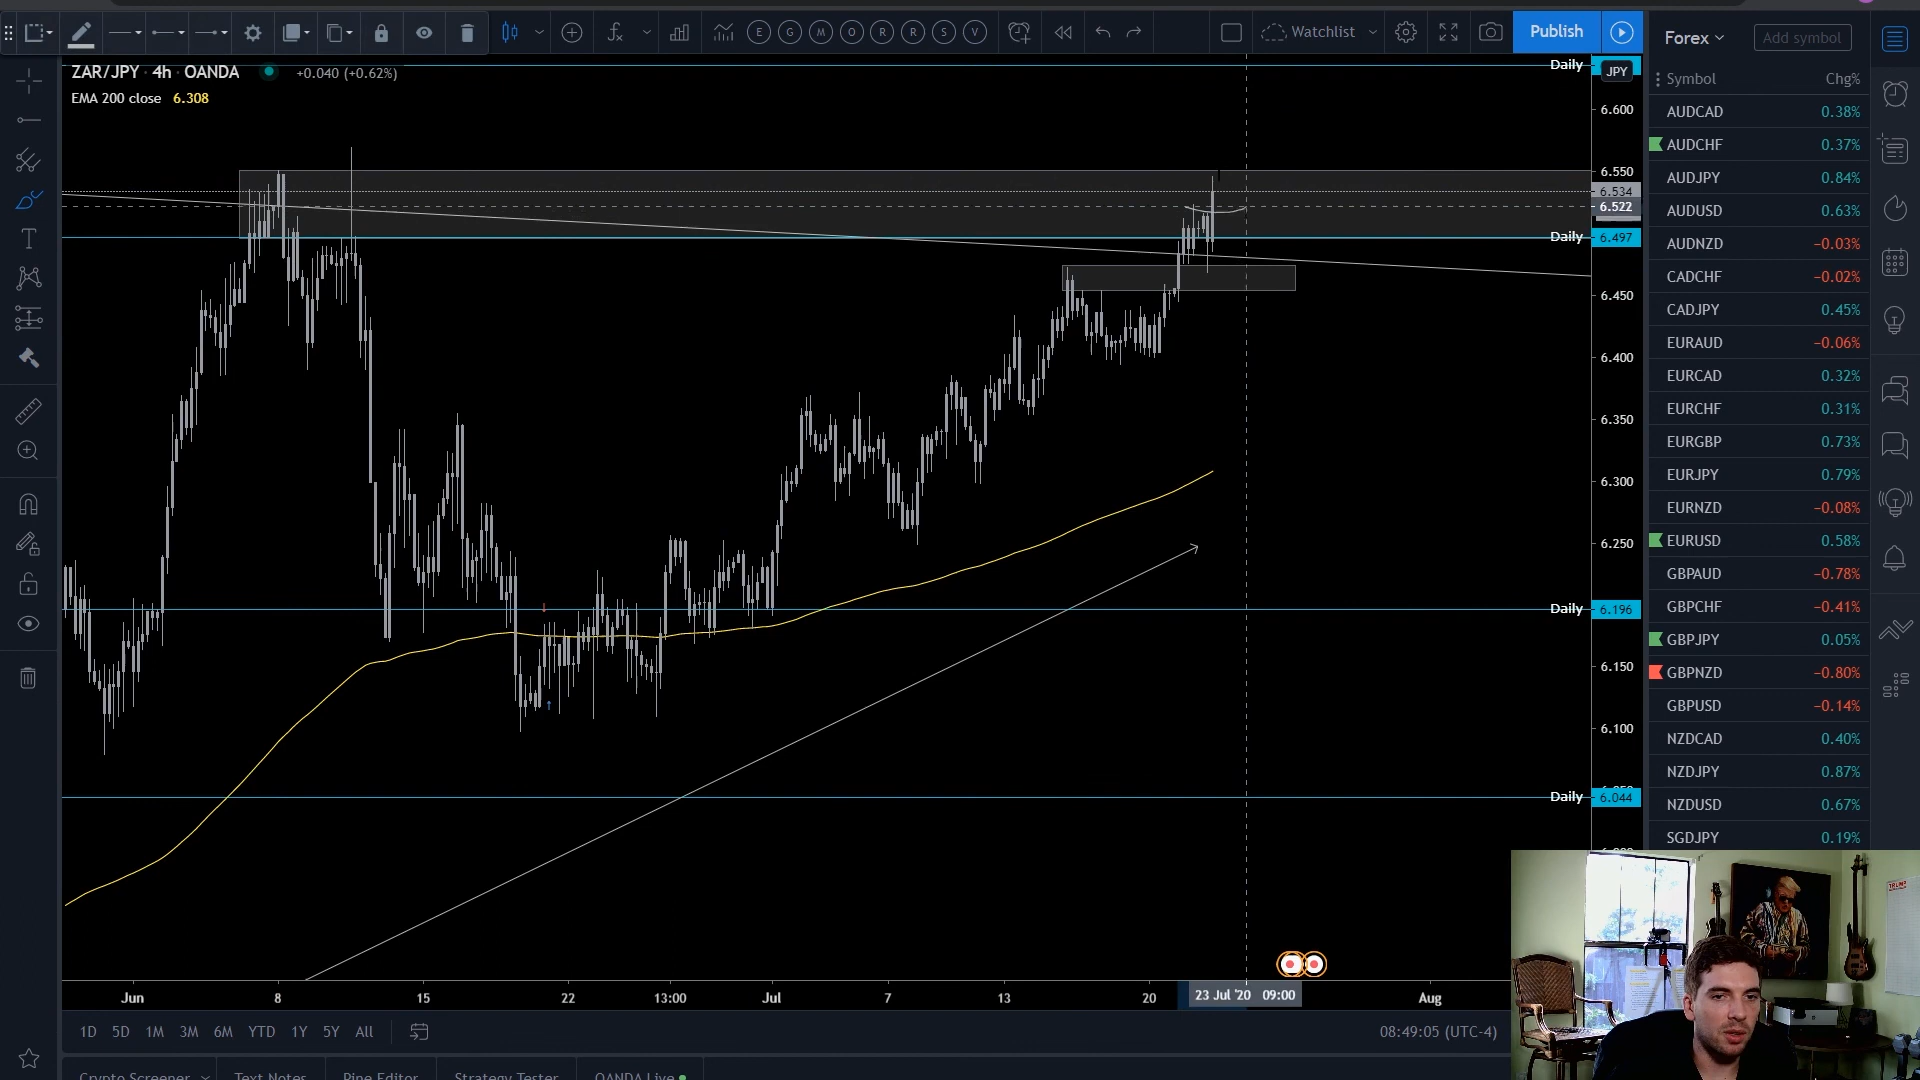 Watchlist
Publish
Forex
Add symbol
ZAR/JPY · 4h · OANDA
+0.040 (+0.62%)
EMA 200 close 6.308
E G M O R R S V
Daily
JPY
6.600
6.550
6.534
6.522
Daily 6.497
6.450
6.400
6.350
6.300
6.250
Daily 6.196
6.150
6.100
Daily 6.044
Symbol Chg%
AUDCAD 0.38%
AUDCHF 0.37%
AUDJPY 0.84%
AUDUSD 0.63%
AUDNZD −0.03%
CADCHF −0.02%
CADJPY 0.45%
EURAUD −0.06%
EURCAD 0.32%
EURCHF 0.31%
EURGBP 0.73%
EURJPY 0.79%
EURNZD −0.08%
EURUSD 0.58%
GBPAUD −0.78%
GBPCHF −0.41%
GBPJPY 0.05%
GBPNZD −0.80%
GBPUSD −0.14%
NZDCAD 0.40%
NZDJPY 0.87%
NZDUSD 0.67%
SGDJPY 0.19%
Jun 8 15 22 13:00 Jul 7 13 20 23 Jul '20 09:00 Aug
1D 5D 1M 3M 6M YTD 1Y 5Y All
08:49:05 (UTC-4)
Crypto Screener Text Notes Pine Editor Strategy Tester OANDA Live
TRUMP